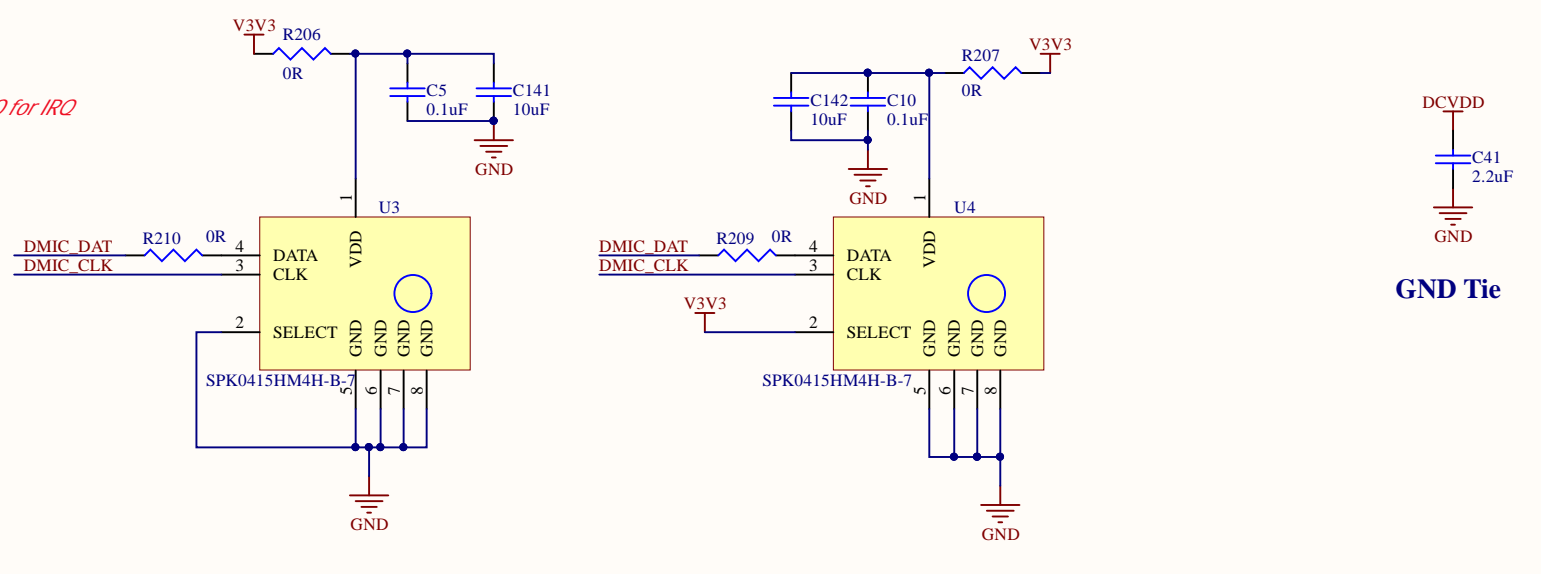 V3V3
R206
0R
C5
0.1uF
C141
10uF
GND
for IRQ
1
U3
VDD
DMIC_DAT
R210
0R
4
DATA
DMIC_CLK
3
CLK
2
SELECT
GND
GND
GND
GND
SPK0415HM4H-B-7
5
6
7
8
GND
V3V3
R207
0R
C142
10uF
C10
0.1uF
GND
1
U4
VDD
DMIC_DAT
R209
0R
4
DATA
DMIC_CLK
3
CLK
V3V3
2
SELECT
GND
GND
GND
GND
SPK0415HM4H-B-7
5
6
7
8
GND
DCVDD
C41
2.2uF
GND
GND Tie